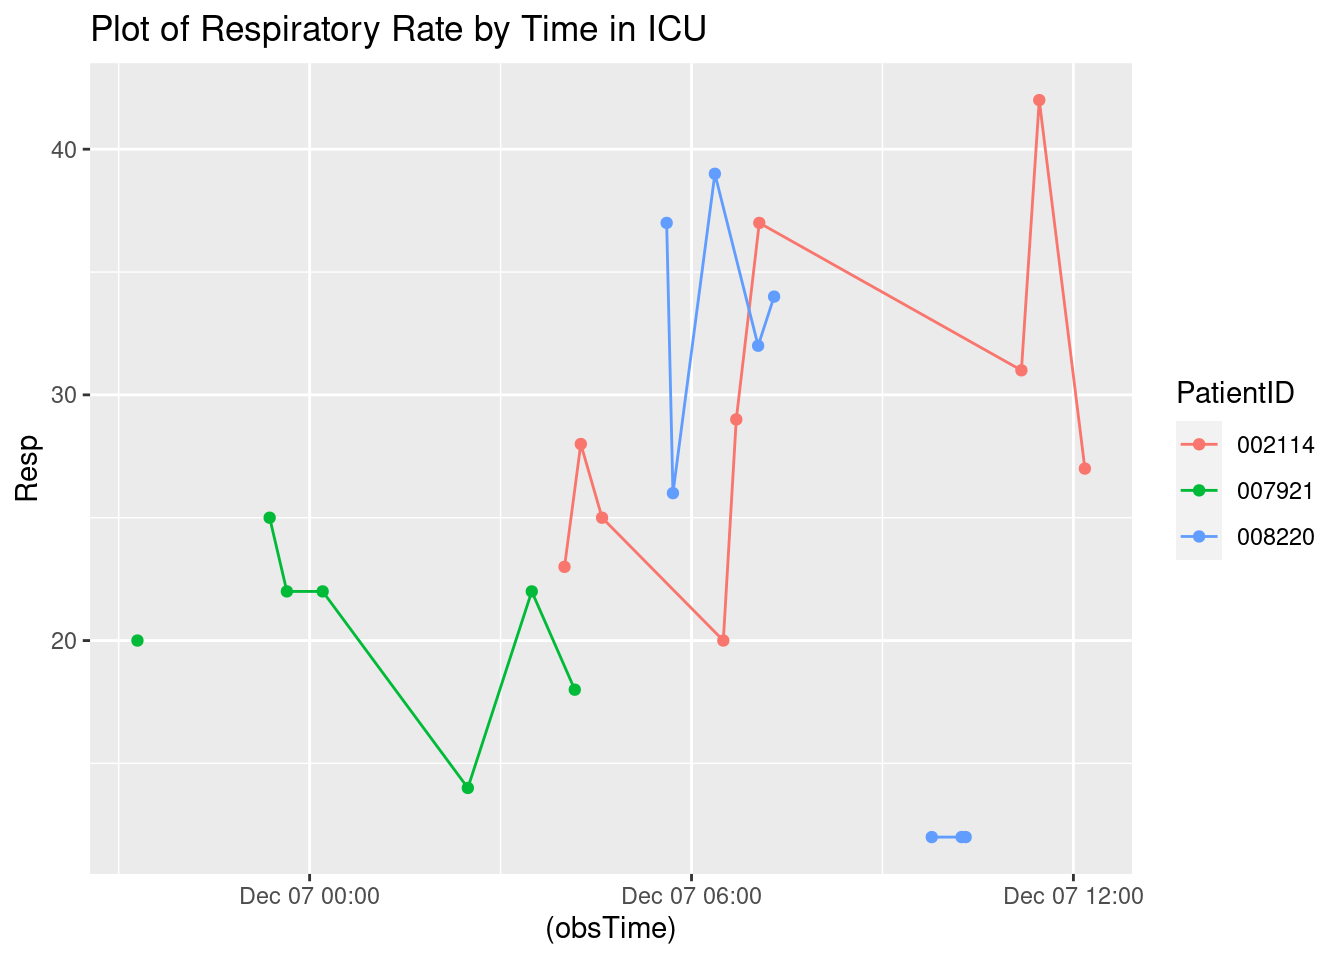 Plot of Respiratory Rate by Time in ICU
40
30
20
Resp
Dec 07 00:00
Dec 07 06:00
Dec 07 12:00
(obsTime)
PatientID
002114
007921
008220